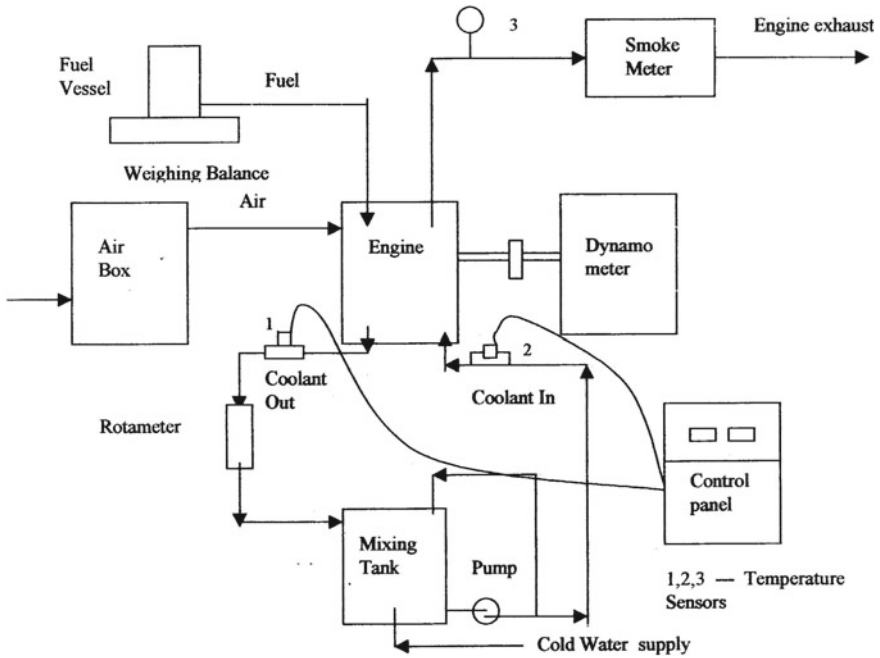 3
Smoke
Meter
Engine exhaust
Fuel
Vessel
Fuel
Weighing Balance
Air
Air
Box
Engine
Dynamo
meter
1
2
Coolant
Out
Coolant In
Rotameter
Control
panel
Mixing
Tank
Pump
1,2,3 — Temperature
Sensors
Cold Water supply